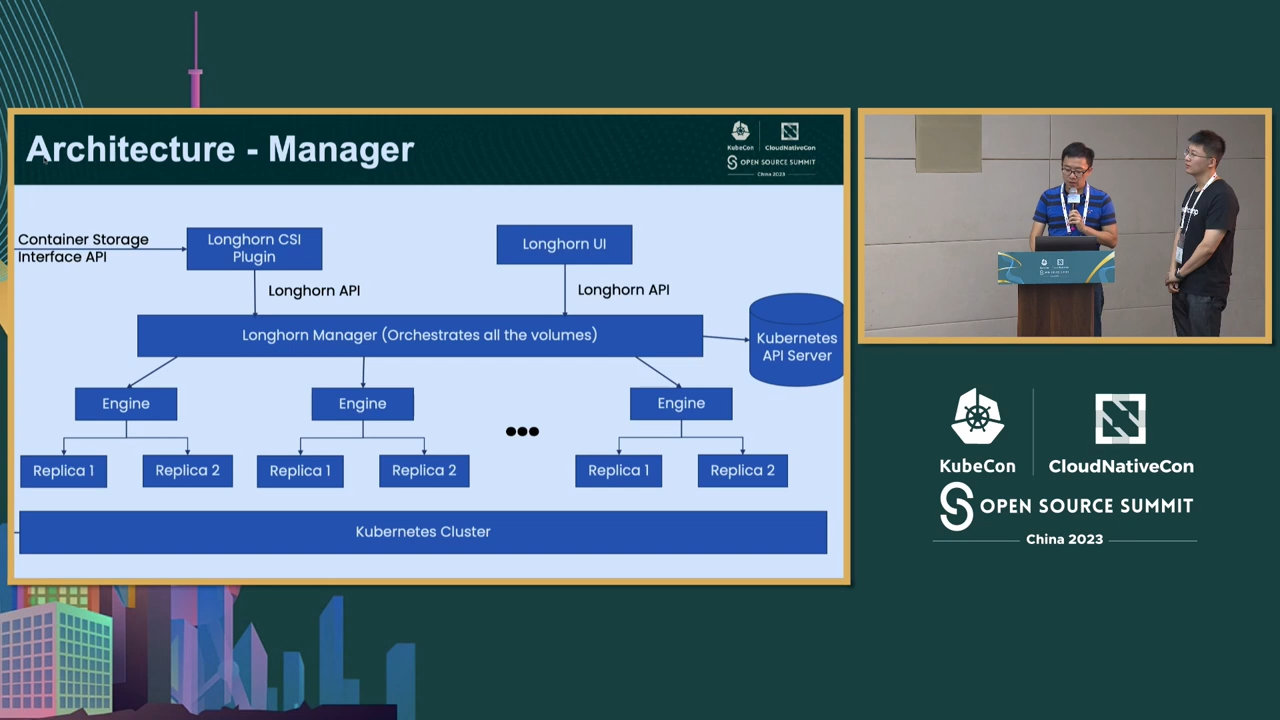 Architecture - Manager
KubeCon
CloudNativeCon
OPEN SOURCE SUMMIT
China 2023
Container Storage
Interface API
Longhorn CSI
Plugin
Longhorn UI
Longhorn API
Longhorn API
Longhorn Manager (Orchestrates all the volumes)
Kubernetes
API Server
Engine
Engine
Engine
Replica 1
Replica 2
Replica 1
Replica 2
Replica 1
Replica 2
Kubernetes Cluster
KubeCon
CloudNativeCon
OPEN SOURCE SUMMIT
China 2023